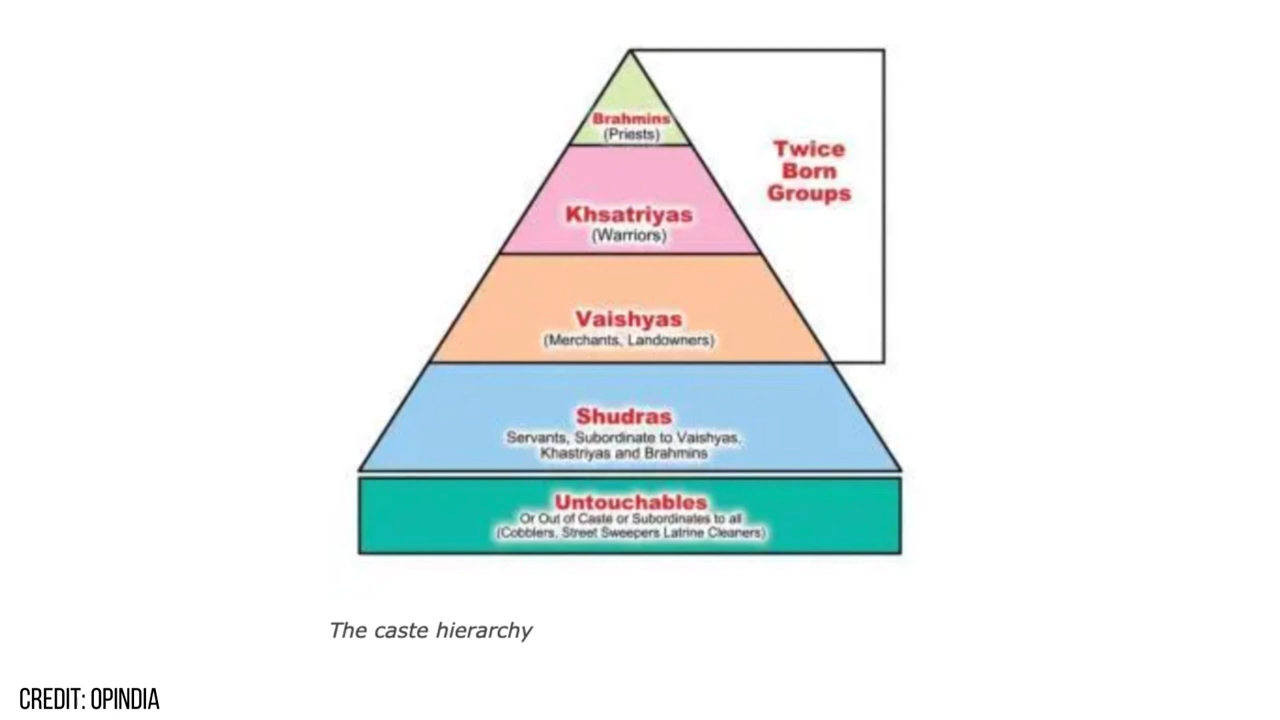 Brahmins
(Priests)
Twice
Born
Groups
Khsatriyas
(Warriors)
Vaishyas
(Merchants, Landowners)
Shudras
Servants, Subordinate to Vaishyas,
Khastriyas and Brahmins
Untouchables
Or Out of Caste or Subordinates to all
(Cobblers, Street Sweepers Latrine Cleaners)
The caste hierarchy
CREDIT: OPINDIA